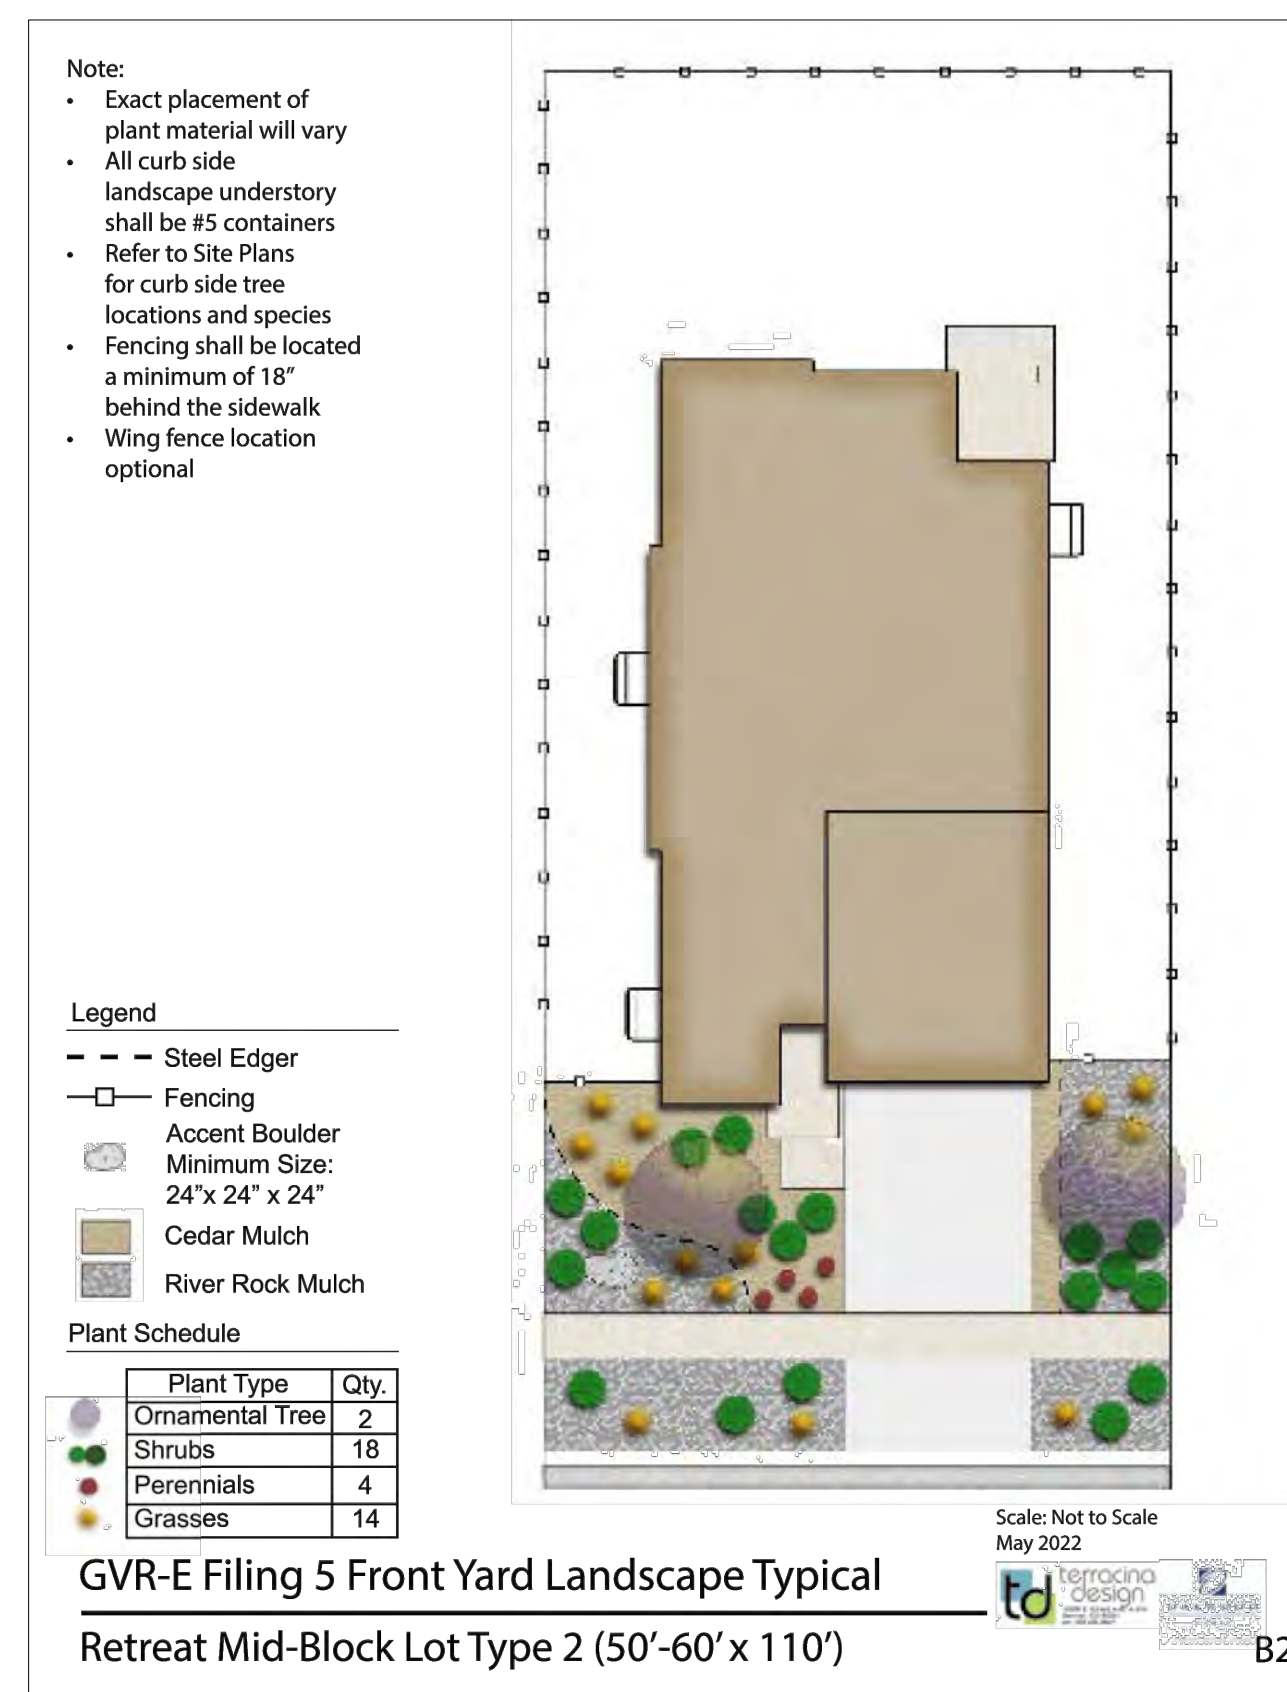 Note:
• Exact placement of
plant material will vary
• All curb side
landscape understory
shall be #5 containers
• Refer to Site Plans
for curb side tree
locations and species
• Fencing shall be located
a minimum of 18”
behind the sidewalk
• Wing fence location
optional
Legend
Steel Edger
Fencing
Accent Boulder
Minimum Size:
24”x 24” x 24”
Cedar Mulch
River Rock Mulch
Plant Schedule
Plant Type Qty.
Ornamental Tree 2
Shrubs 18
Perennials 4
Grasses 14
Scale: Not to Scale
May 2022
GVR-E Filing 5 Front Yard Landscape Typical
td terracina
design
Retreat Mid-Block Lot Type 2 (50’-60’ x 110’)
B2